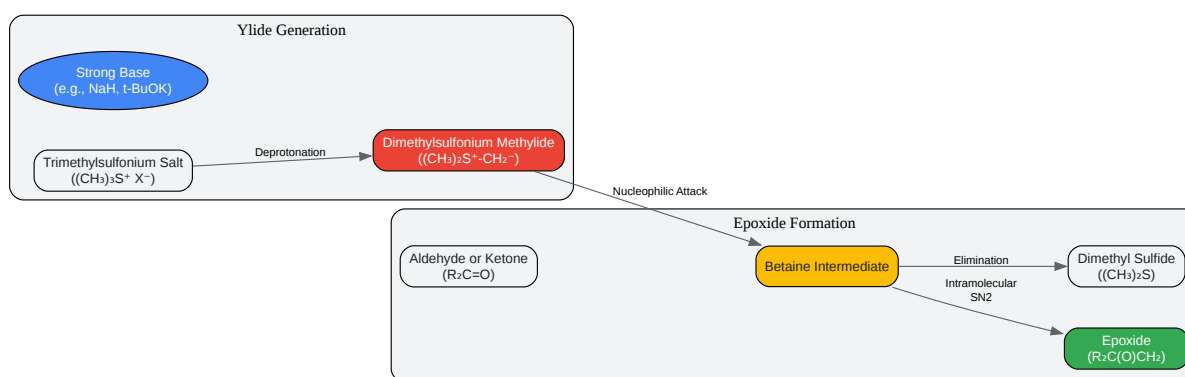 Ylide Generation
Strong Base
(e.g., NaH, t-BuOK)
Trimethylsulfonium Salt
((CH₃)₃S⁺ X⁻)
Deprotonation
Dimethylsulfonium Methylide
((CH₃)₂S⁺-CH₂⁻)
Nucleophilic Attack
Epoxide Formation
Aldehyde or Ketone
(R₂C=O)
Betaine Intermediate
Elimination
Dimethyl Sulfide
((CH₃)₂S)
Intramolecular
SN2
Epoxide
(R₂C(O)CH₂)